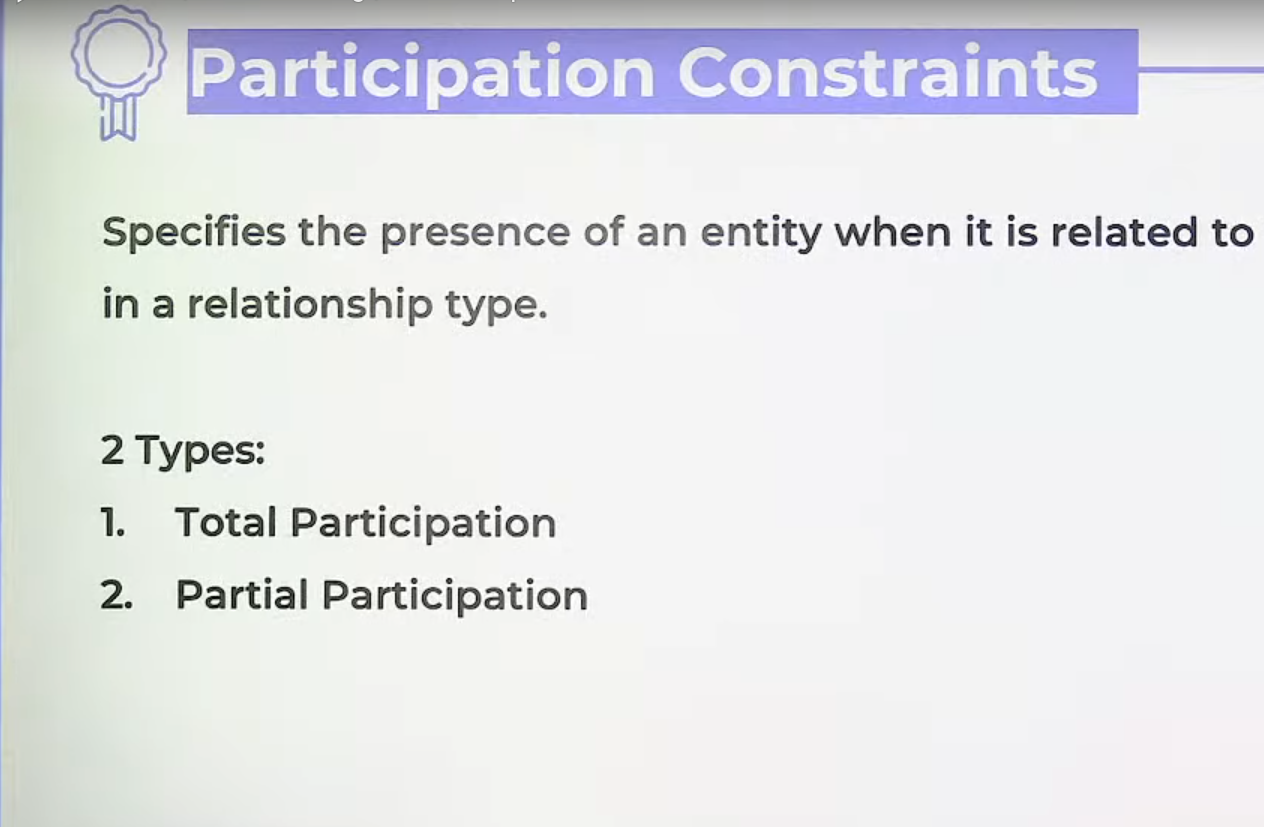 Participation Constraints
Specifies the presence of an entity when it is related to
in a relationship type.
2 Types:
1. Total Participation
2. Partial Participation